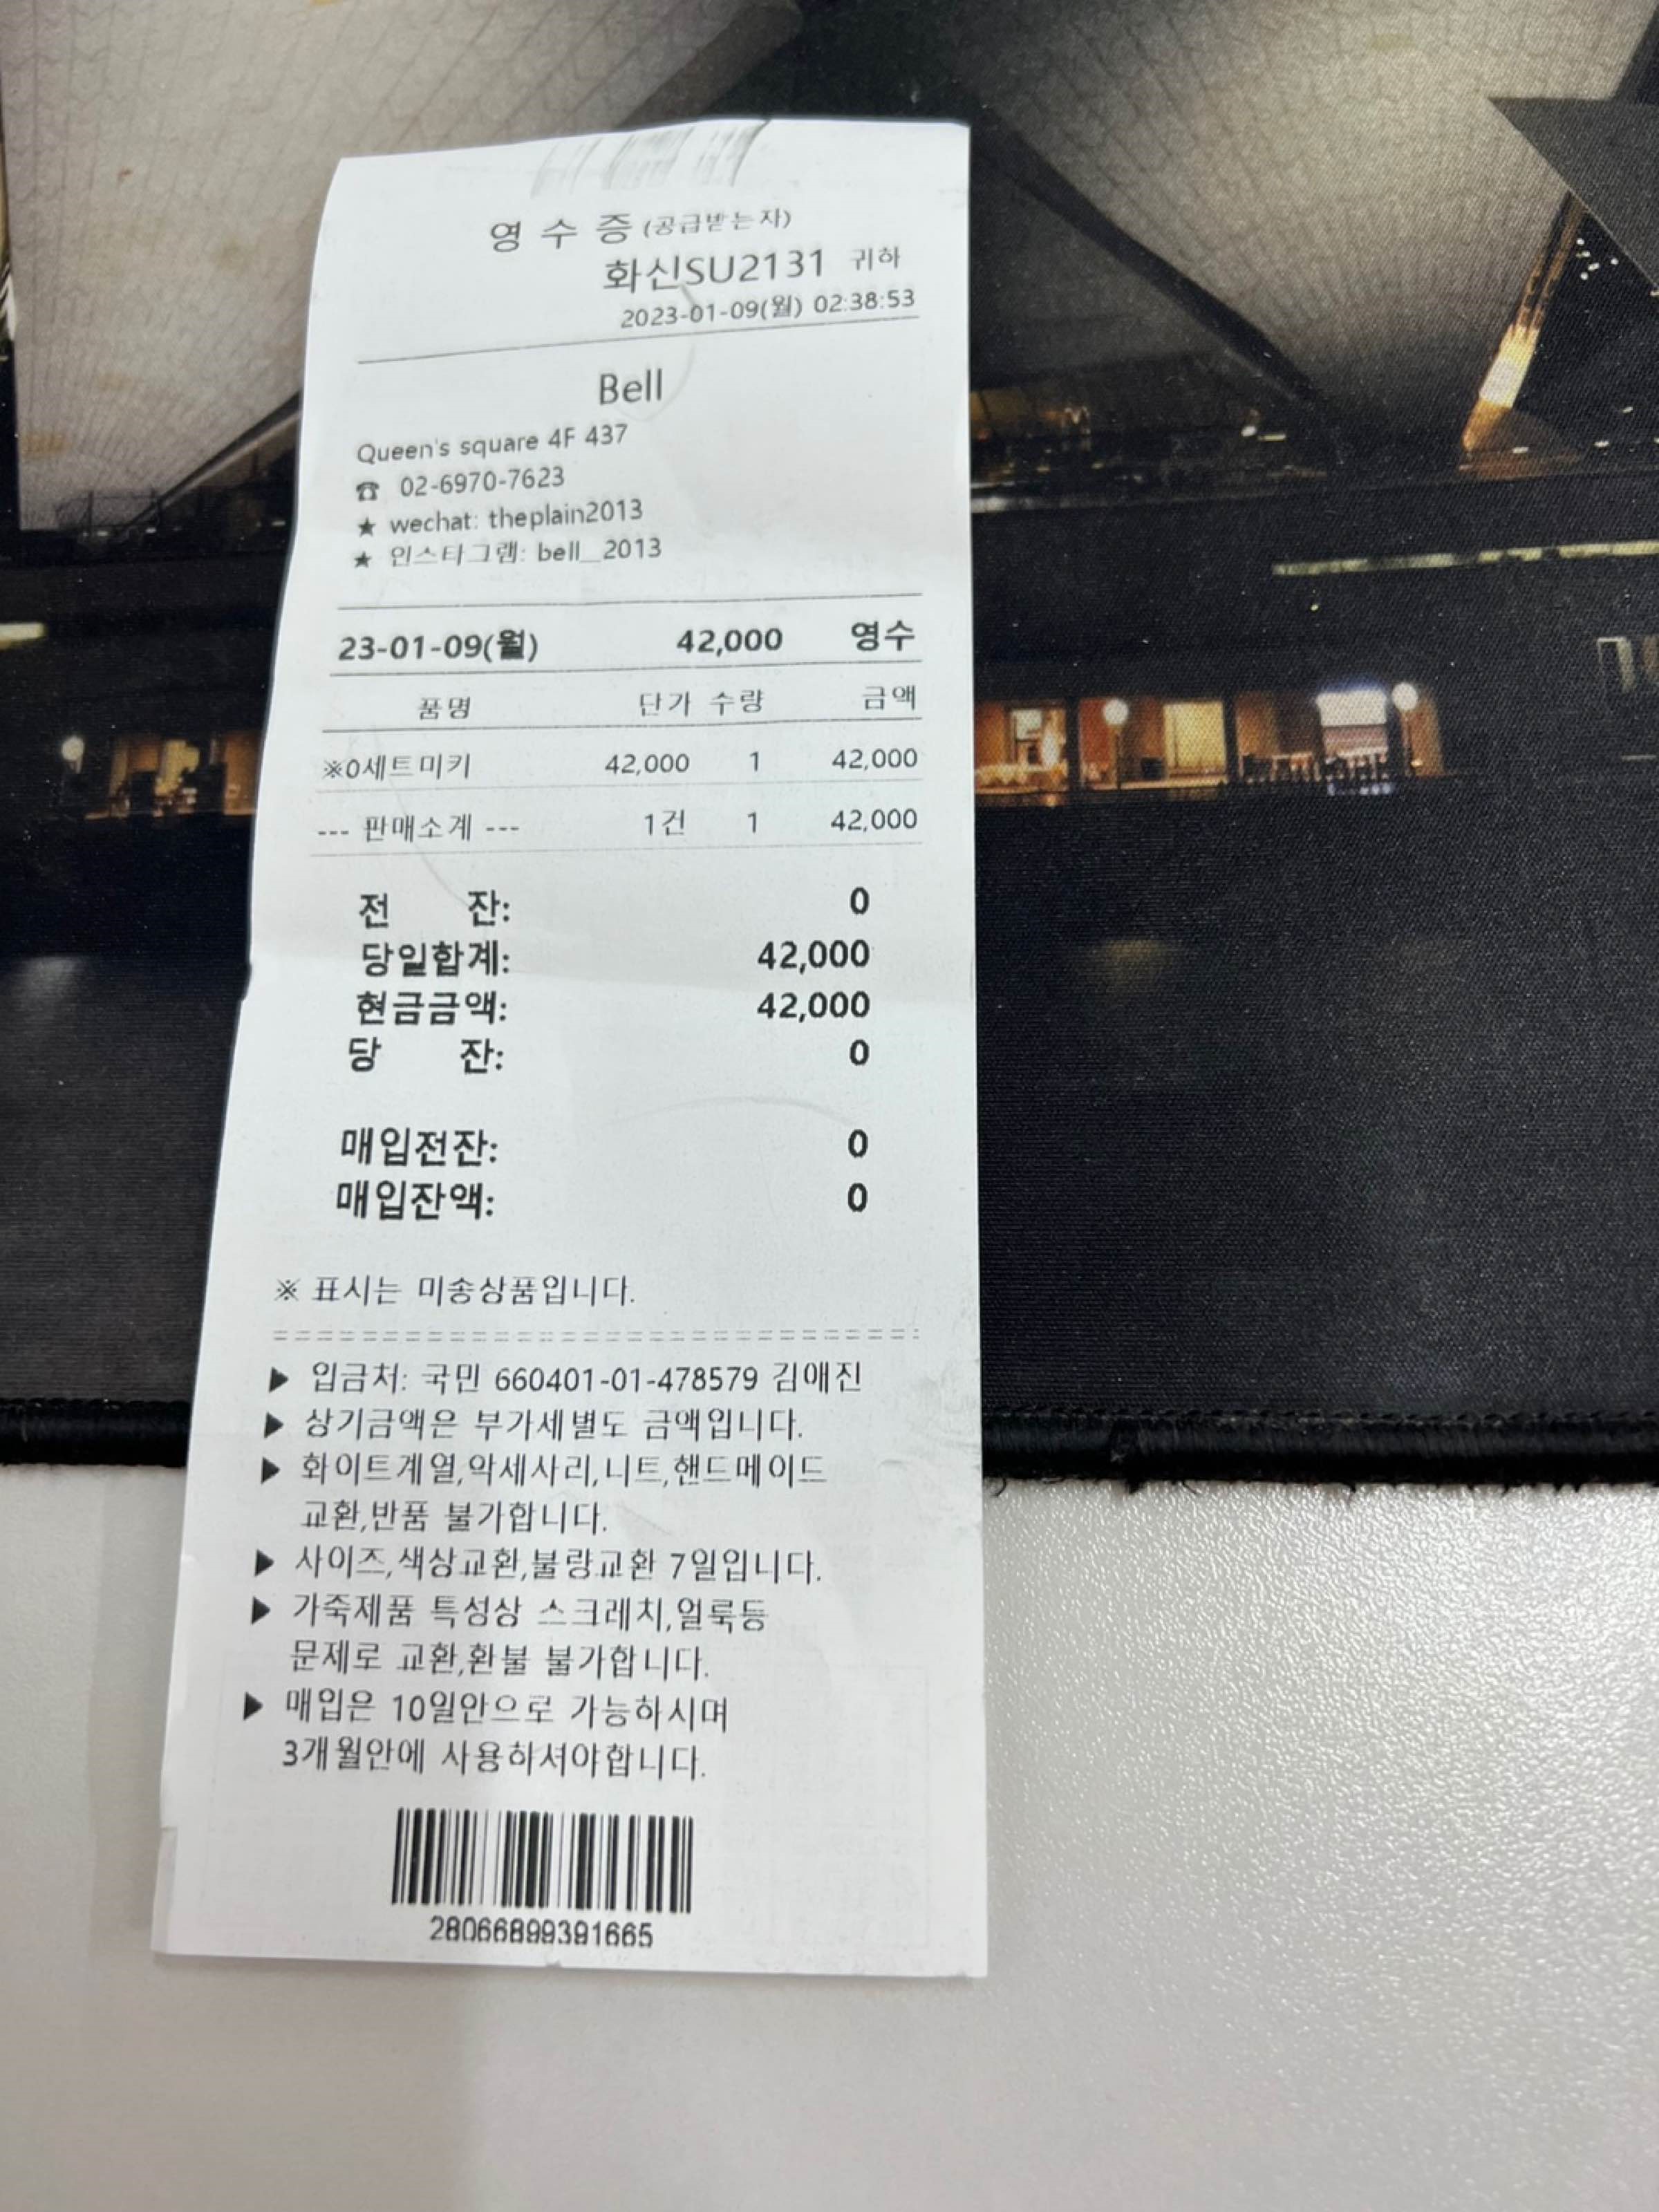 영 수 증 (공급받는자)
화신SU2131 귀하
2023-01-09(월) 02:38:53
Bell
Queen's square 4F 437
☎ 02-6970-7623
★ wechat: theplain2013
★ 인스타그램: bell_2013
23-01-09(월) 42,000 영수
품명 단가 수량 금액
※0세트미키 42,000 1 42,000
--- 판매소계 --- 1건 1 42,000
전 잔: 0
당일합계: 42,000
현금금액: 42,000
당 잔: 0
매입전잔: 0
매입잔액: 0
※ 표시는 미송상품입니다.
▶ 입금처: 국민 660401-01-478579 김애진
▶ 상기금액은 부가세별도 금액입니다.
▶ 화이트계열,악세사리,니트,핸드메이드
교환,반품 불가합니다.
▶ 사이즈,색상교환,불량교환 7일입니다.
▶ 가죽제품 특성상 스크레치,얼룩등
문제로 교환,환불 불가합니다.
▶ 매입은 10일안으로 가능하시며
3개월안에 사용하셔야합니다.
28066899391665